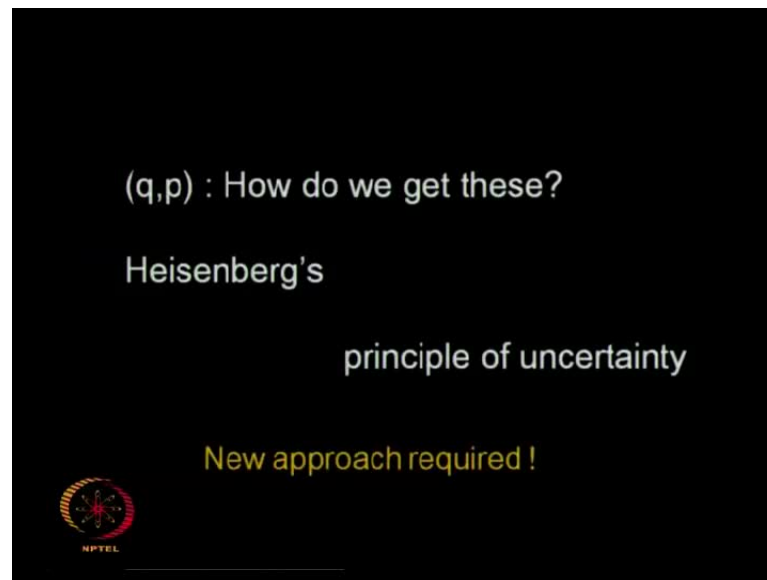 (q,p) : How do we get these?
Heisenberg's
principle of uncertainty
New approach required !
NPTEL